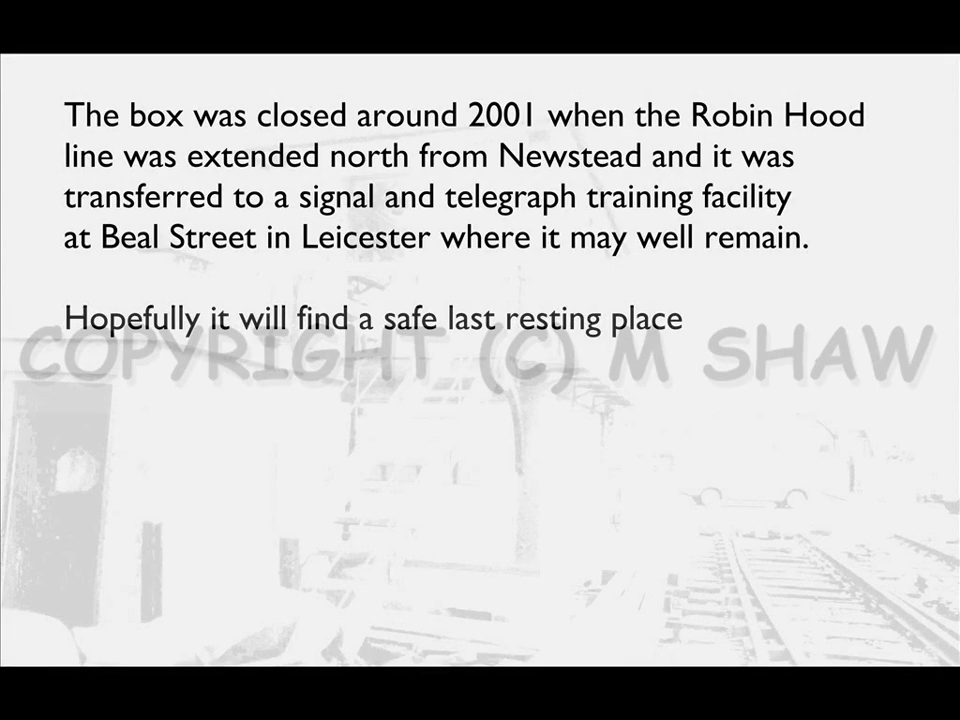 The box was closed around 2001 when the Robin Hood
line was extended north from Newstead and it was
transferred to a signal and telegraph training facility
at Beal Street in Leicester where it may well remain.
Hopefully it will find a safe last resting place
COPYRIGHT (C) M SHAW